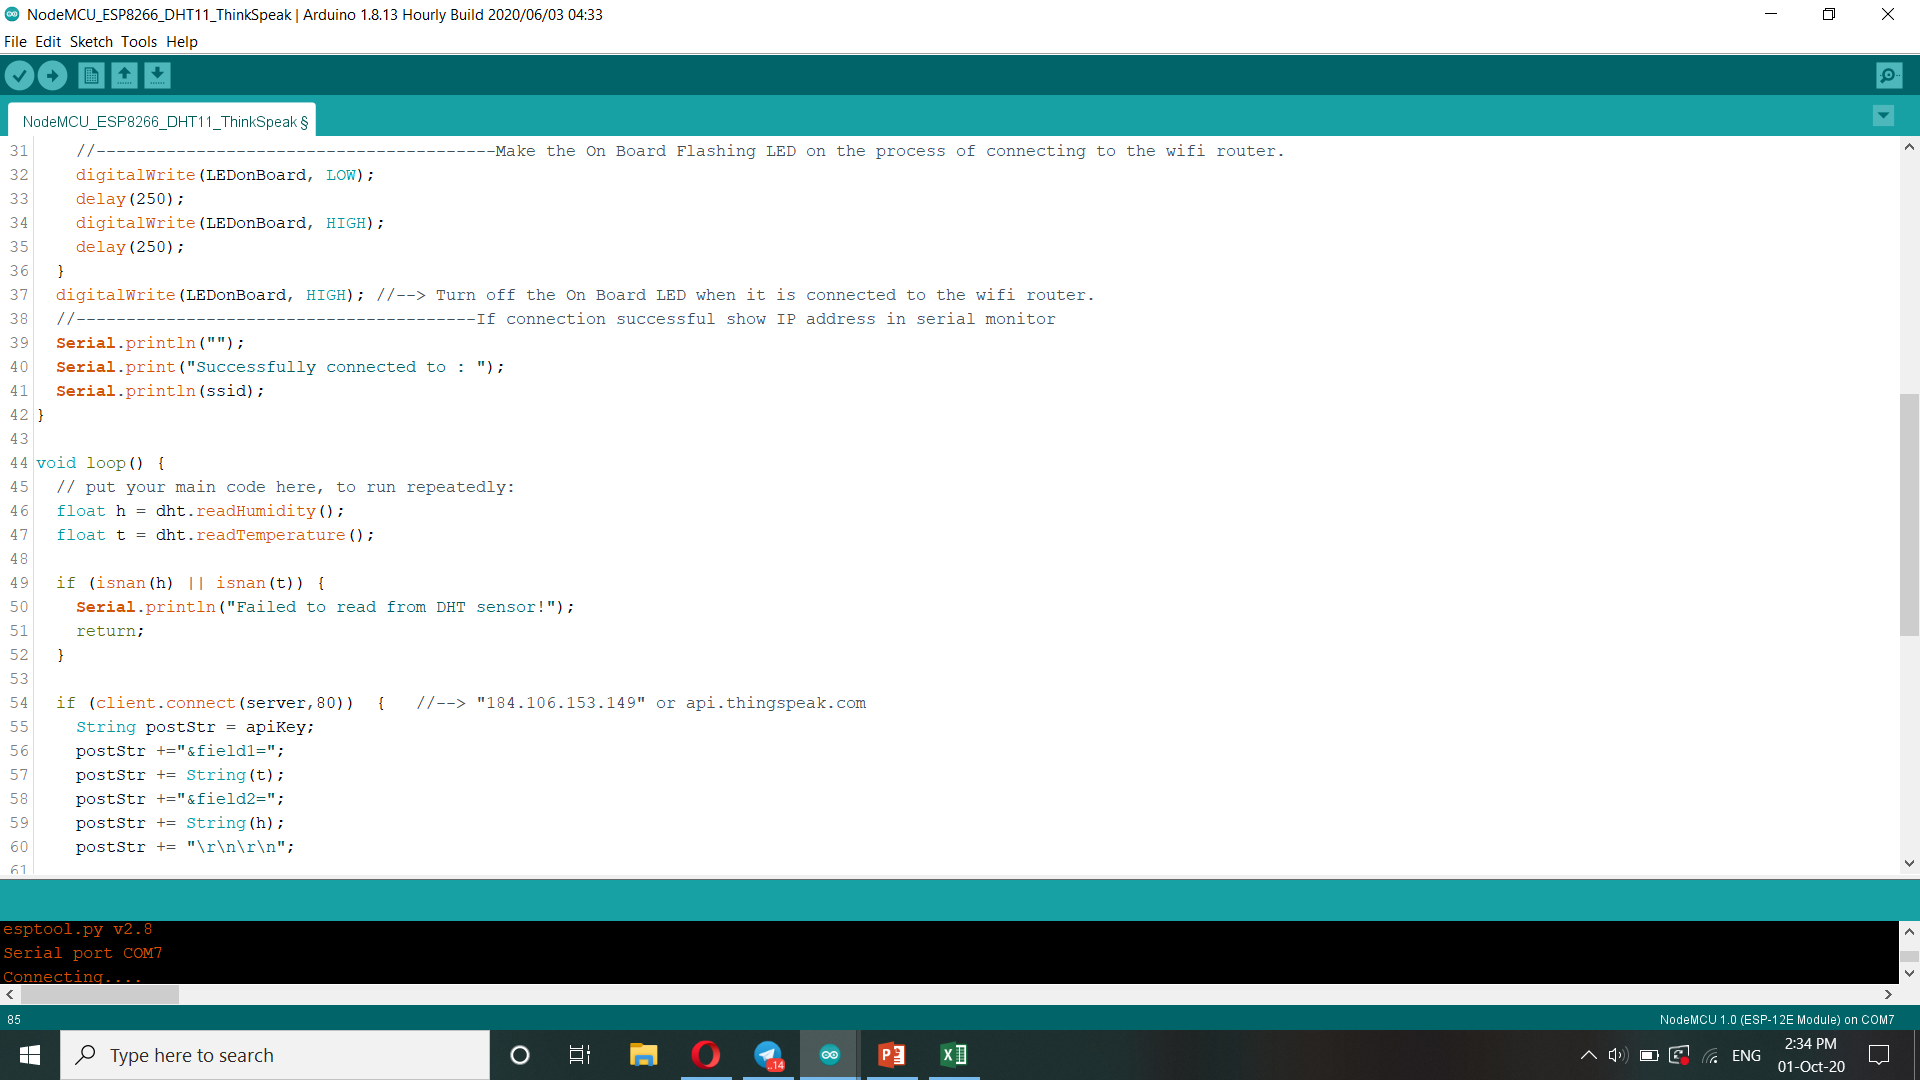 NodeMCU_ESP8266_DHT11_ThinkSpeak | Arduino 1.8.13 Hourly Build 2020/06/03 04:33
File Edit Sketch Tools Help
NodeMCU_ESP8266_DHT11_ThinkSpeak §
31 //----------------------------------------Make the On Board Flashing LED on the process of connecting to the wifi router.
32 digitalWrite(LEDonBoard, LOW);
33 delay(250);
34 digitalWrite(LEDonBoard, HIGH);
35 delay(250);
36 }
37 digitalWrite(LEDonBoard, HIGH); //--> Turn off the On Board LED when it is connected to the wifi router.
38 //----------------------------------------If connection successful show IP address in serial monitor
39 Serial.println("");
40 Serial.print("Successfully connected to : ");
41 Serial.println(ssid);
42 }
43
44 void loop() {
45 // put your main code here, to run repeatedly:
46 float h = dht.readHumidity();
47 float t = dht.readTemperature();
48
49 if (isnan(h) || isnan(t)) {
50 Serial.println("Failed to read from DHT sensor!");
51 return;
52 }
53
54 if (client.connect(server,80)) { //--> "184.106.153.149" or api.thingspeak.com
55 String postStr = apiKey;
56 postStr +="&field1=";
57 postStr += String(t);
58 postStr +="&field2=";
59 postStr += String(h);
60 postStr += "\r\n\r\n";
61
esptool.py v2.8
Serial port COM7
Connecting....
85
NodeMCU 1.0 (ESP-12E Module) on COM7
Type here to search
..14
ENG
2:34 PM
01-Oct-20